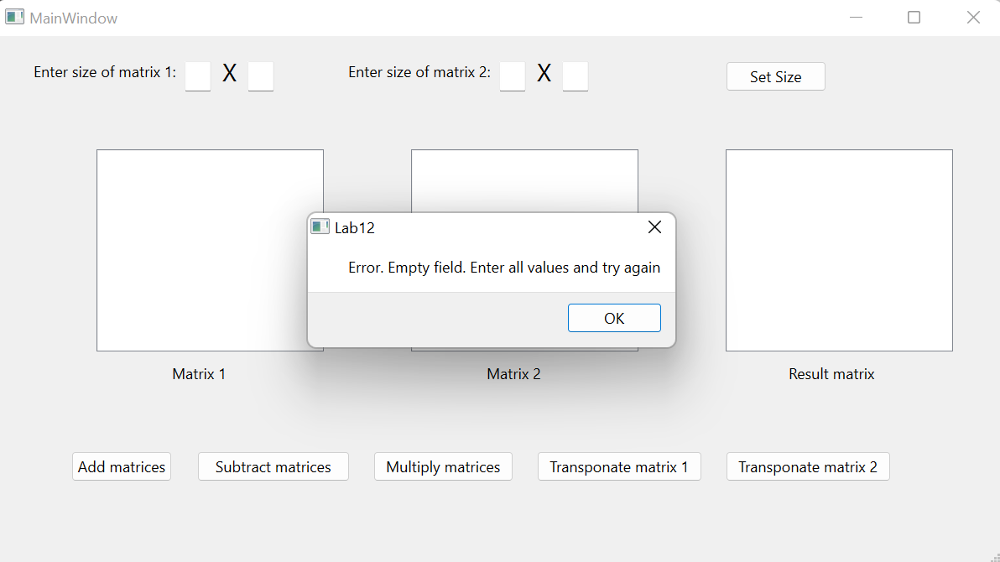 MainWindow
Enter size of matrix 1: X Enter size of matrix 2: X Set Size
Lab12
Error. Empty field. Enter all values and try again
OK
Matrix 1 Matrix 2 Result matrix
Add matrices Subtract matrices Multiply matrices Transponate matrix 1 Transponate matrix 2